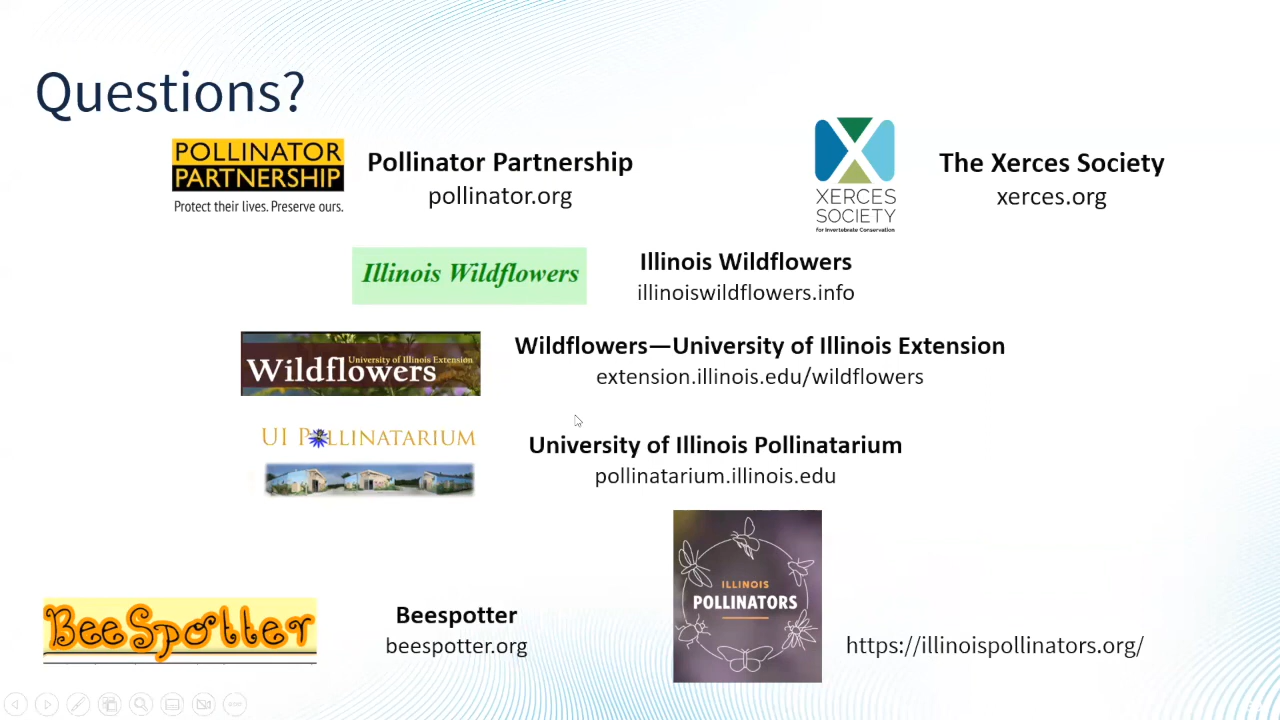 Questions?
POLLINATOR
PARTNERSHIP
Protect their lives. Preserve ours.
Pollinator Partnership
pollinator.org
XERCES
SOCIETY
for Invertebrate Conservation
The Xerces Society
xerces.org
Illinois Wildflowers
Illinois Wildflowers
illinoiswildflowers.info
University of Illinois Extension
Wildflowers
Wildflowers—University of Illinois Extension
extension.illinois.edu/wildflowers
UI POLLINATARIUM
University of Illinois Pollinatarium
pollinatarium.illinois.edu
BeeSpotter
Beespotter
beespotter.org
ILLINOIS
POLLINATORS
https://illinoispollinators.org/